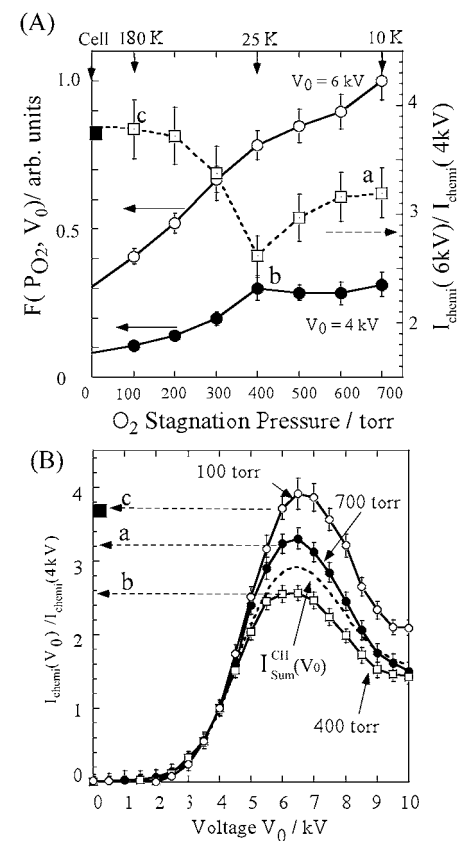 (A)
Cell 180 K 25 K 10 K
V0 = 6 kV
1.0
c
4
F( PO2, V0)/ arb. units
a
0.5
3
Ichemi( 6kV)/ Ichemi( 4kV)
b
V0 = 4 kV
2
0
0 100 200 300 400 500 600 700
O2 Stagnation Pressure / torr
(B)
100 torr
4
c
700 torr
a
3
b
Ichemi(V0) /Ichemi(4kV)
2
I CH Sum (V0)
1
400 torr
0
0 1 2 3 4 5 6 7 8 9 10
Voltage V0 / kV